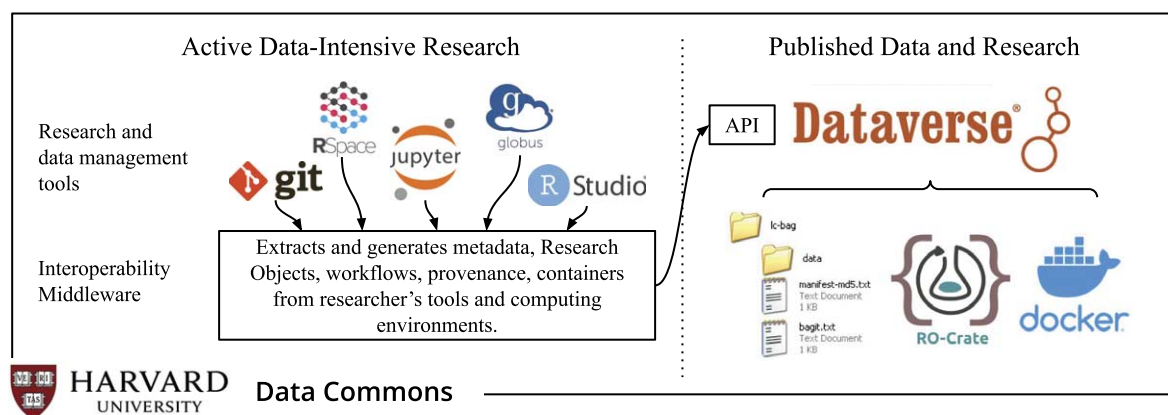 Active Data-Intensive Research
Published Data and Research
Research and
data management
tools
RSpace
git
jupyter
g
globus
R Studio
API
Dataverse®
Interoperability
Middleware
Extracts and generates metadata, Research
Objects, workflows, provenance, containers
from researcher’s tools and computing
environments.
lc-bag
data
manifest-md5.txt
Text Document
1 KB
bagit.txt
Text Document
1 KB
RO-Crate
docker
VE RI
TAS
HARVARD
UNIVERSITY
Data Commons